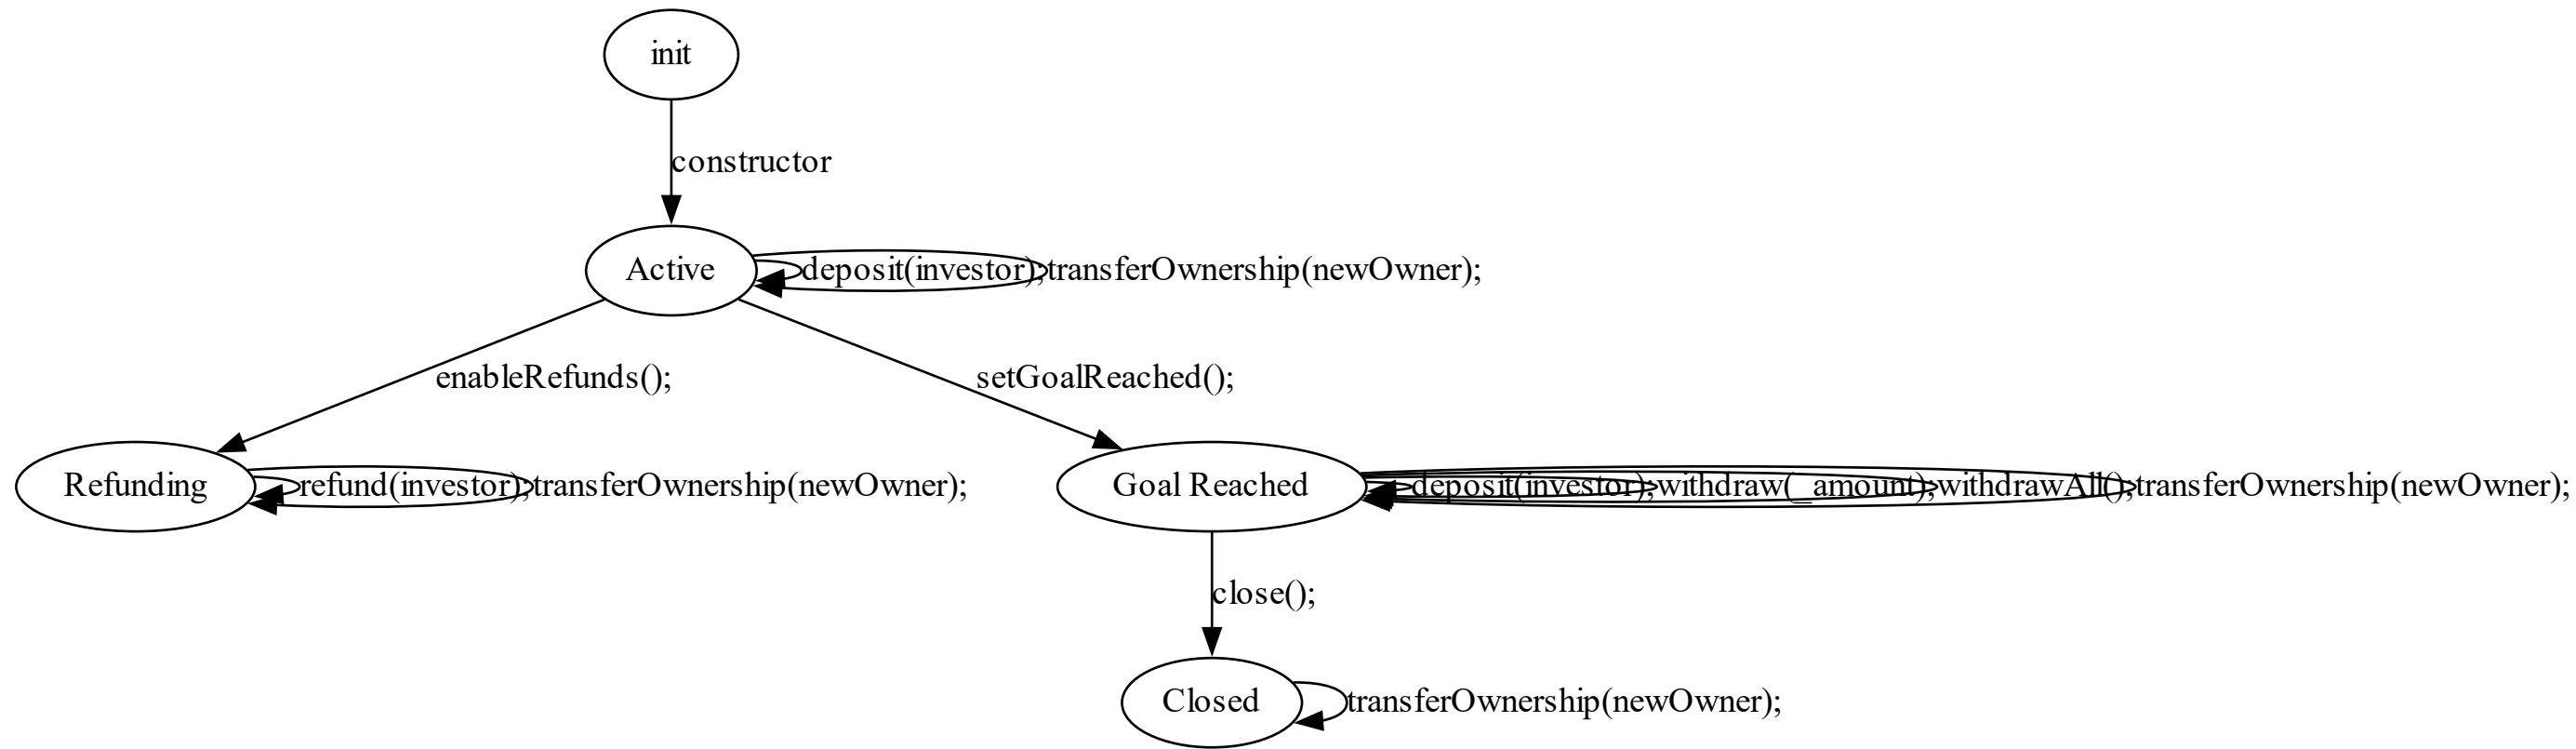 init
constructor
Active
deposit(investor);
transferOwnership(newOwner);
enableRefunds();
setGoalReached();
Refunding
refund(investor);
transferOwnership(newOwner);
Goal Reached
deposit(investor);
withdraw(_amount);
withdrawAll();
transferOwnership(newOwner);
close();
Closed
transferOwnership(newOwner);